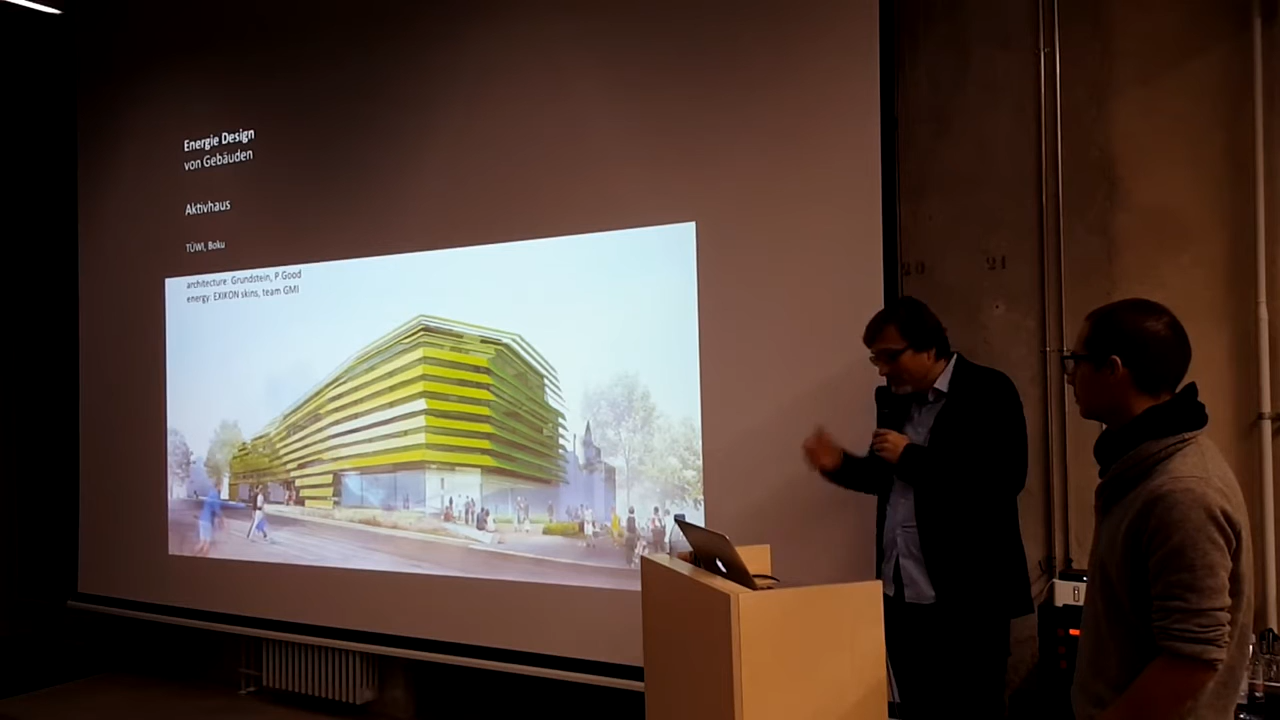 Energie Design
von Gebäuden
Aktivhaus
TÜWI, Boku
architecture: Grundstein, P.Good
energy: EXIKON skins, team GMI
20 21